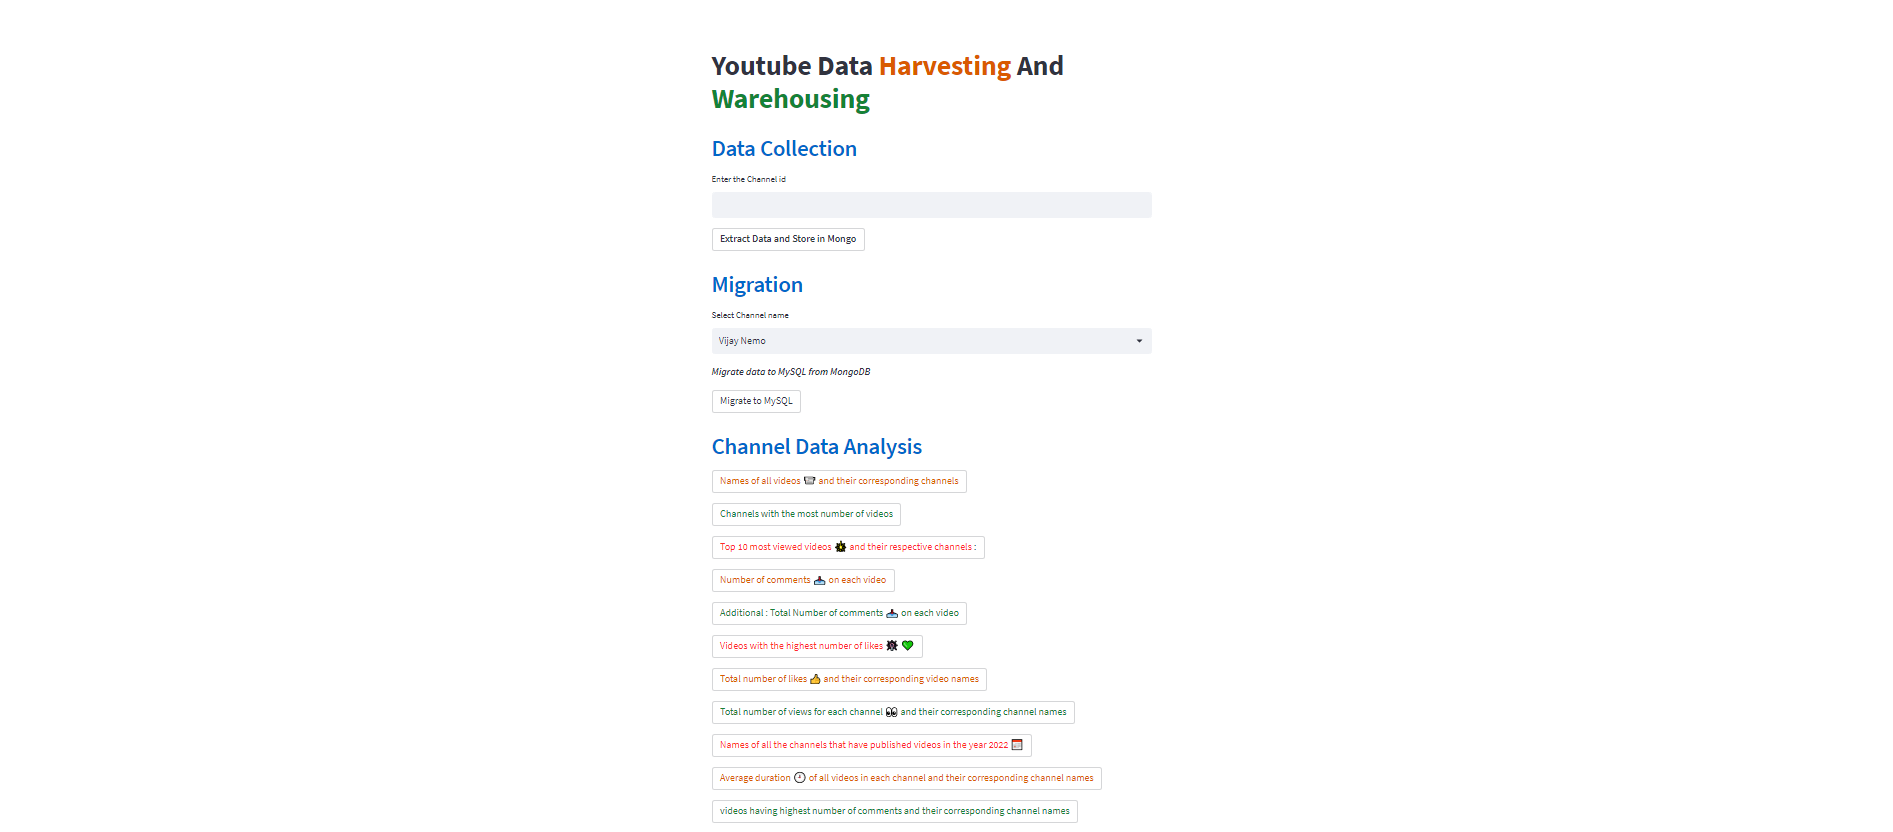 Youtube Data Harvesting And
Warehousing
Data Collection
Enter the Channel id
Extract Data and Store in Mongo
Migration
Select Channel name
Vijay Nemo
Migrate data to MySQL from MongoDB
Migrate to MySQL
Channel Data Analysis
Names of all videos and their corresponding channels
Channels with the most number of videos
Top 10 most viewed videos and their respective channels :
Number of comments on each video
Additional : Total Number of comments on each video
Videos with the highest number of likes
Total number of likes and their corresponding video names
Total number of views for each channel and their corresponding channel names
Names of all the channels that have published videos in the year 2022
Average duration of all videos in each channel and their corresponding channel names
videos having highest number of comments and their corresponding channel names